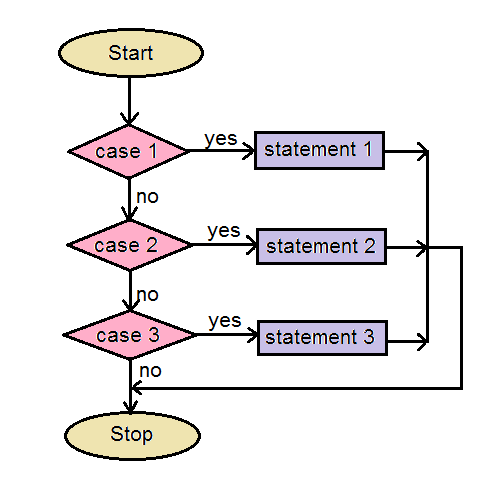 Start
case 1
yes
statement 1
no
case 2
yes
statement 2
no
case 3
yes
statement 3
no
Stop